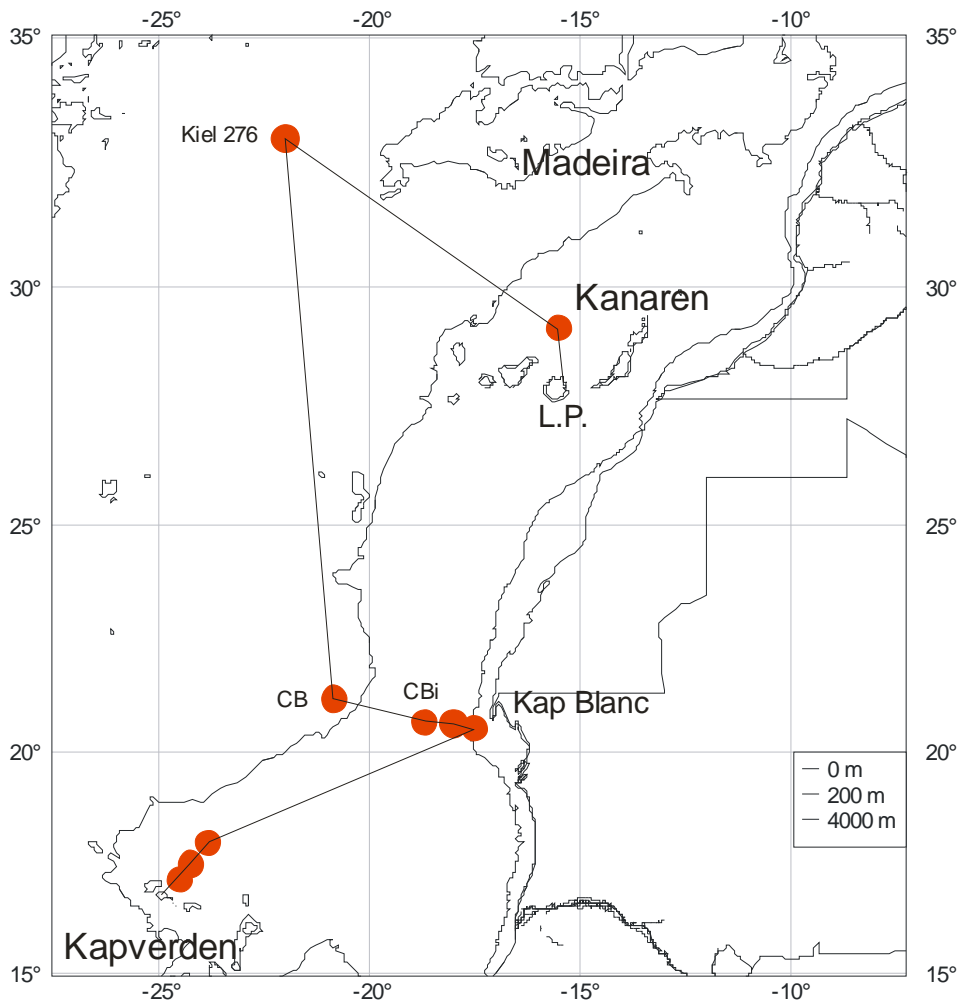 -25° -20° -15° -10°
35° 35°
Kiel 276
Madeira
30° Kanaren 30°
L.P.
25° 25°
CB CBi Kap Blanc
20° 20°
0 m
200 m
4000 m
Kapverden
15° 15°
-25° -20° -15° -10°